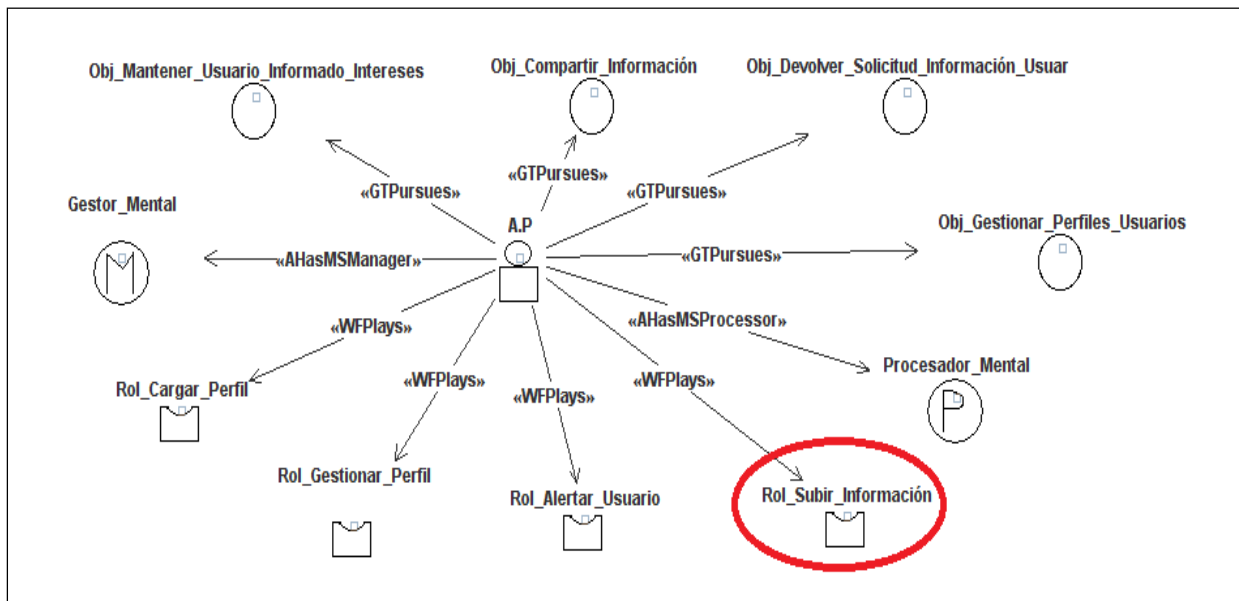 Obj_Mantener_Usuario_Informado_Intereses
Obj_Compartir_Información
Obj_Devolver_Solicitud_Información_Usuar
«GTPursues»
«GTPursues»
«GTPursues»
Gestor_Mental
A.P
Obj_Gestionar_Perfiles_Usuarios
«AHasMSManager»
«GTPursues»
«WFPlays»
«AHasMSProcessor»
Procesador_Mental
«WFPlays»
«WFPlays»
«WFPlays»
Rol_Cargar_Perfil
Rol_Gestionar_Perfil
Rol_Alertar_Usuario
Rol_Subir_Información
M
P